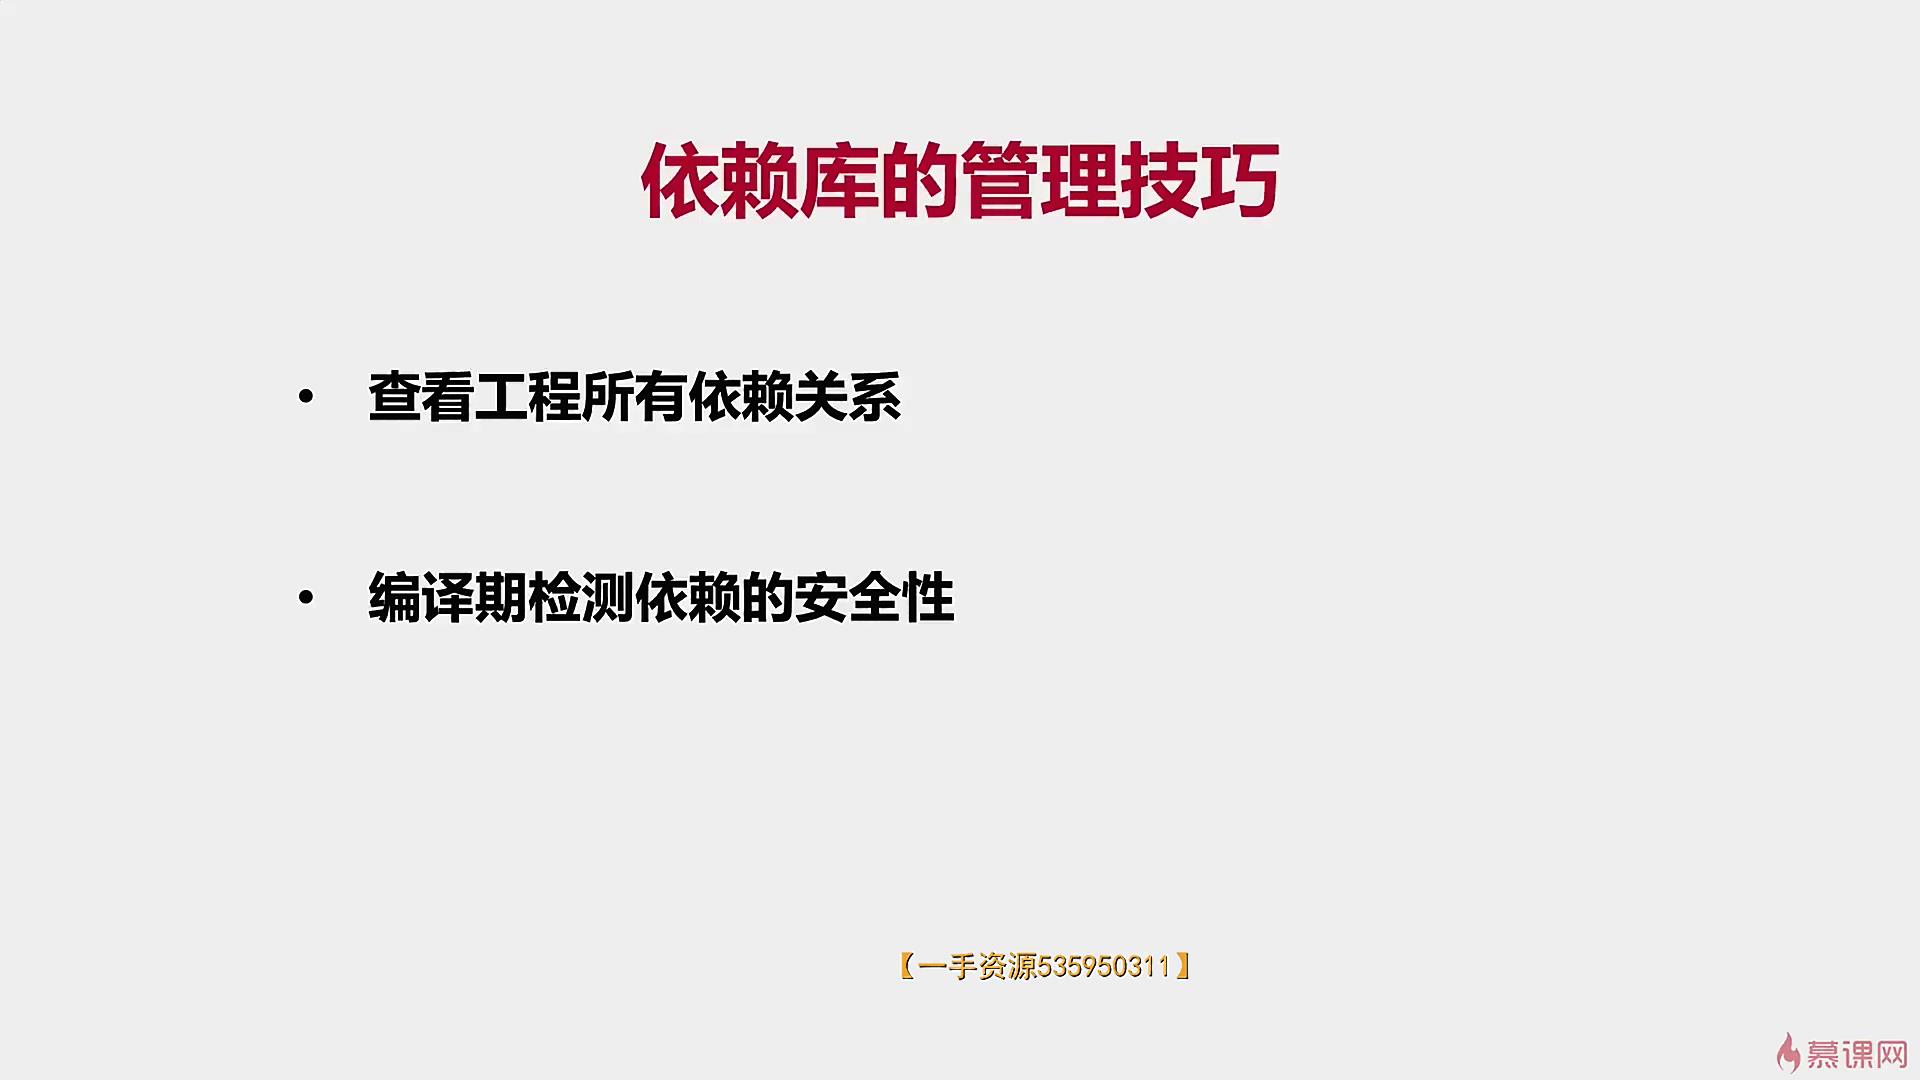 依赖库的管理技巧
• 查看工程所有依赖关系
• 编译期检测依赖的安全性
【一手资源535950311】
慕课网